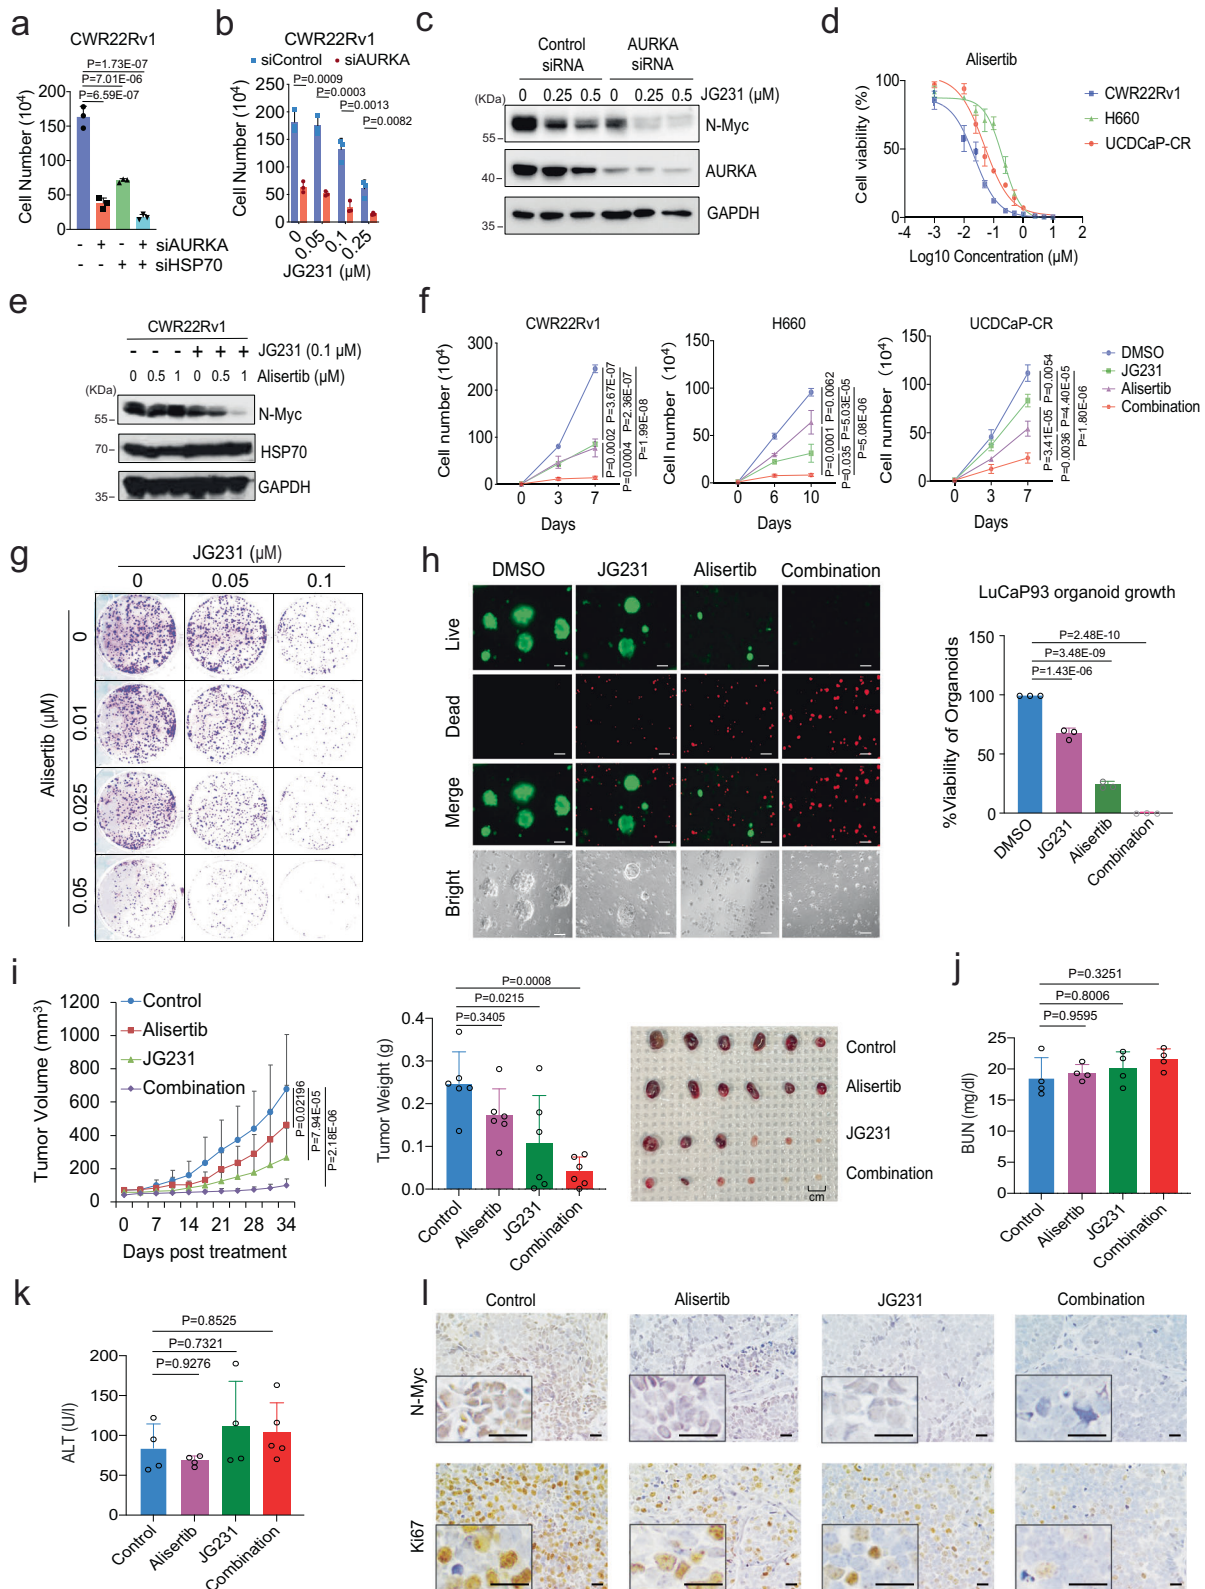 a
CWR22Rv1
P=1.73E-07
P=7.01E-06
P=6.59E-07
Cell Number (10⁴)
200
150
100
50
0
- + - + siAURKA
- - + + siHSP70
b
CWR22Rv1
siControl siAURKA
P=0.0009
P=0.0003
P=0.0013
P=0.0082
Cell Number (10⁴)
250
200
150
100
50
0
0 0.05 0.1 0.25
JG231 (μM)
c
Control siRNA
AURKA siRNA
(KDa)
0 0.25 0.5 0 0.25 0.5 JG231 (μM)
55 N-Myc
40 AURKA
35 GAPDH
d
Alisertib
Cell viability (%)
100
50
0
-4 -3 -2 -1 0 1 2
Log10 Concentration (μM)
CWR22Rv1
H660
UCDCaP-CR
e
CWR22Rv1
- - - + + + JG231 (0.1 μM)
0 0.5 1 0 0.5 1 Alisertib (μM)
(KDa)
55 N-Myc
70 HSP70
35 GAPDH
f
CWR22Rv1
Cell number (10⁴)
300
200
100
0
0 3 7
Days
P=0.0002 P=3.67E-07
P=0.0004 P=2.36E-07
P=1.99E-08
H660
Cell number (10⁴)
150
100
50
0
0 6 10
Days
P=0.0001 P=0.0062
P=0.035 P=5.03E-05
P=5.08E-06
UCDCaP-CR
Cell number (10⁴)
150
100
50
0
0 3 7
Days
P=3.41E-05 P=0.0054
P=0.0036 P=4.40E-05
P=1.80E-06
DMSO
JG231
Alisertib
Combination
g
JG231 (μM)
0 0.05 0.1
Alisertib (μM)
0
0.01
0.025
0.05
h
DMSO JG231 Alisertib Combination
Live
Dead
Merge
Bright
LuCaP93 organoid growth
P=2.48E-10
P=3.48E-09
P=1.43E-06
%Viability of Organoids
150
100
50
0
DMSO JG231 Alisertib Combination
i
Tumor Volume (mm³)
1200
1000
800
600
400
200
0
0 7 14 21 28 34
Days post treatment
Control
Alisertib
JG231
Combination
P=0.02196
P=7.94E-05
P=2.18E-06
P=0.0008
P=0.0215
P=0.3405
Tumor Weight (g)
0.4
0.3
0.2
0.1
0.0
Control Alisertib JG231 Combination
Control
Alisertib
JG231
Combination
cm
j
P=0.3251
P=0.8006
P=0.9595
BUN (mg/dl)
25
20
15
10
5
0
Control Alisertib JG231 Combination
k
P=0.8525
P=0.7321
P=0.9276
ALT (U/l)
200
150
100
50
0
Control Alisertib JG231 Combination
l
Control Alisertib JG231 Combination
N-Myc
Ki67